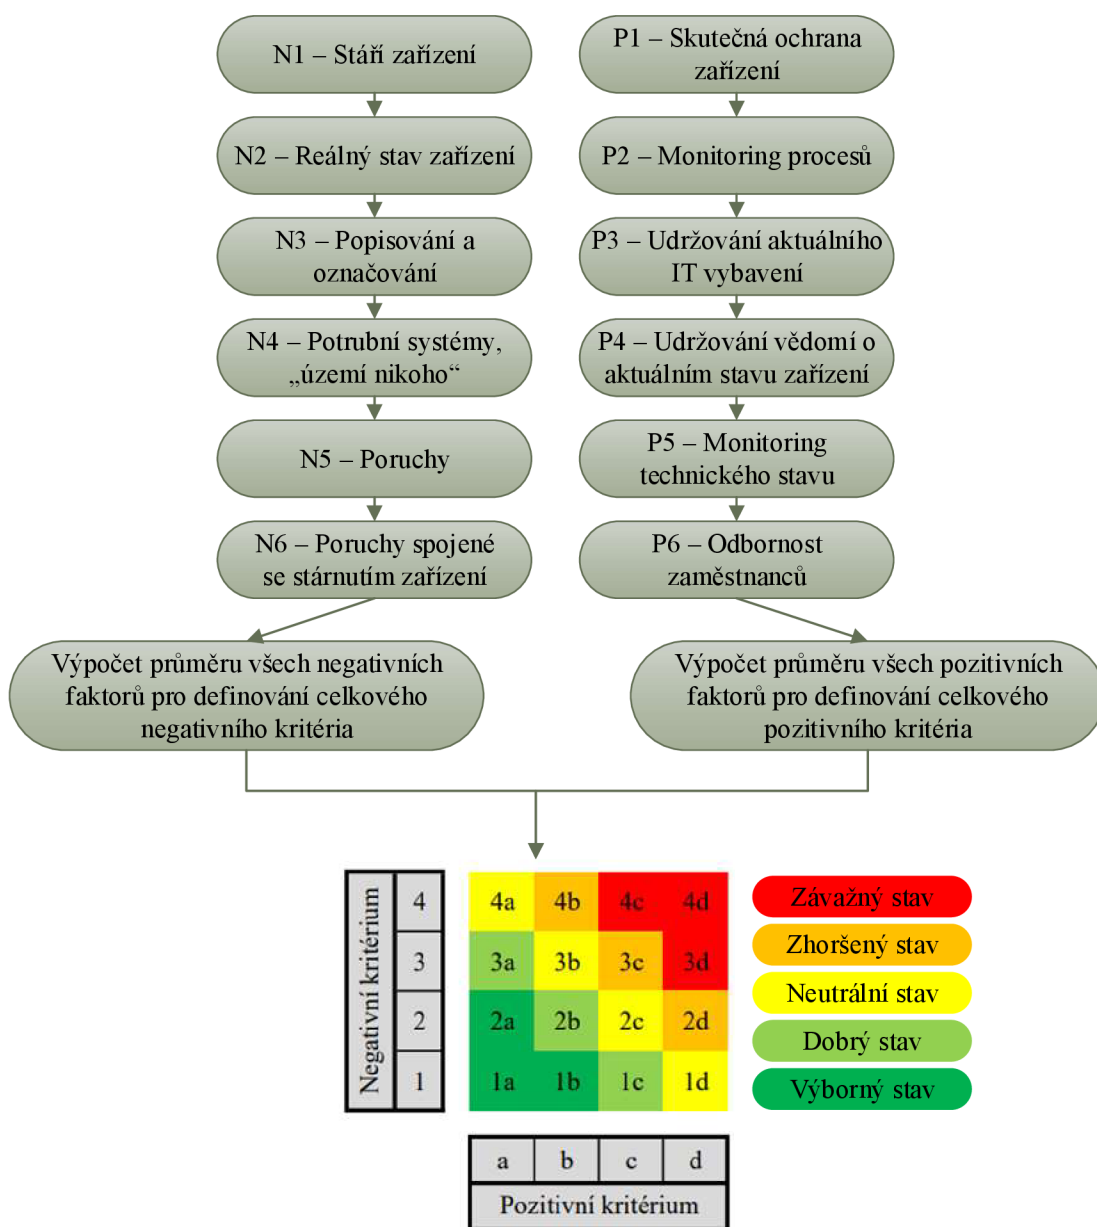 N1 – Stáří zařízení
N2 – Reálný stav zařízení
N3 – Popisování a
označování
N4 – Potrubní systémy,
„území nikoho“
N5 – Poruchy
N6 – Poruchy spojené
se stárnutím zařízení
Výpočet průměru všech negativních
faktorů pro definování celkového
negativního kritéria
P1 – Skutečná ochrana
zařízení
P2 – Monitoring procesů
P3 – Udržování aktuálního
IT vybavení
P4 – Udržování vědomí o
aktuálním stavu zařízení
P5 – Monitoring
technického stavu
P6 – Odbornost
zaměstnanců
Výpočet průměru všech pozitivních
faktorů pro definování celkového
pozitivního kritéria
Negativní kritérium
4 4a 4b 4c 4d
3 3a 3b 3c 3d
2 2a 2b 2c 2d
1 1a 1b 1c 1d
a b c d
Pozitivní kritérium
Závažný stav
Zhoršený stav
Neutrální stav
Dobrý stav
Výborný stav